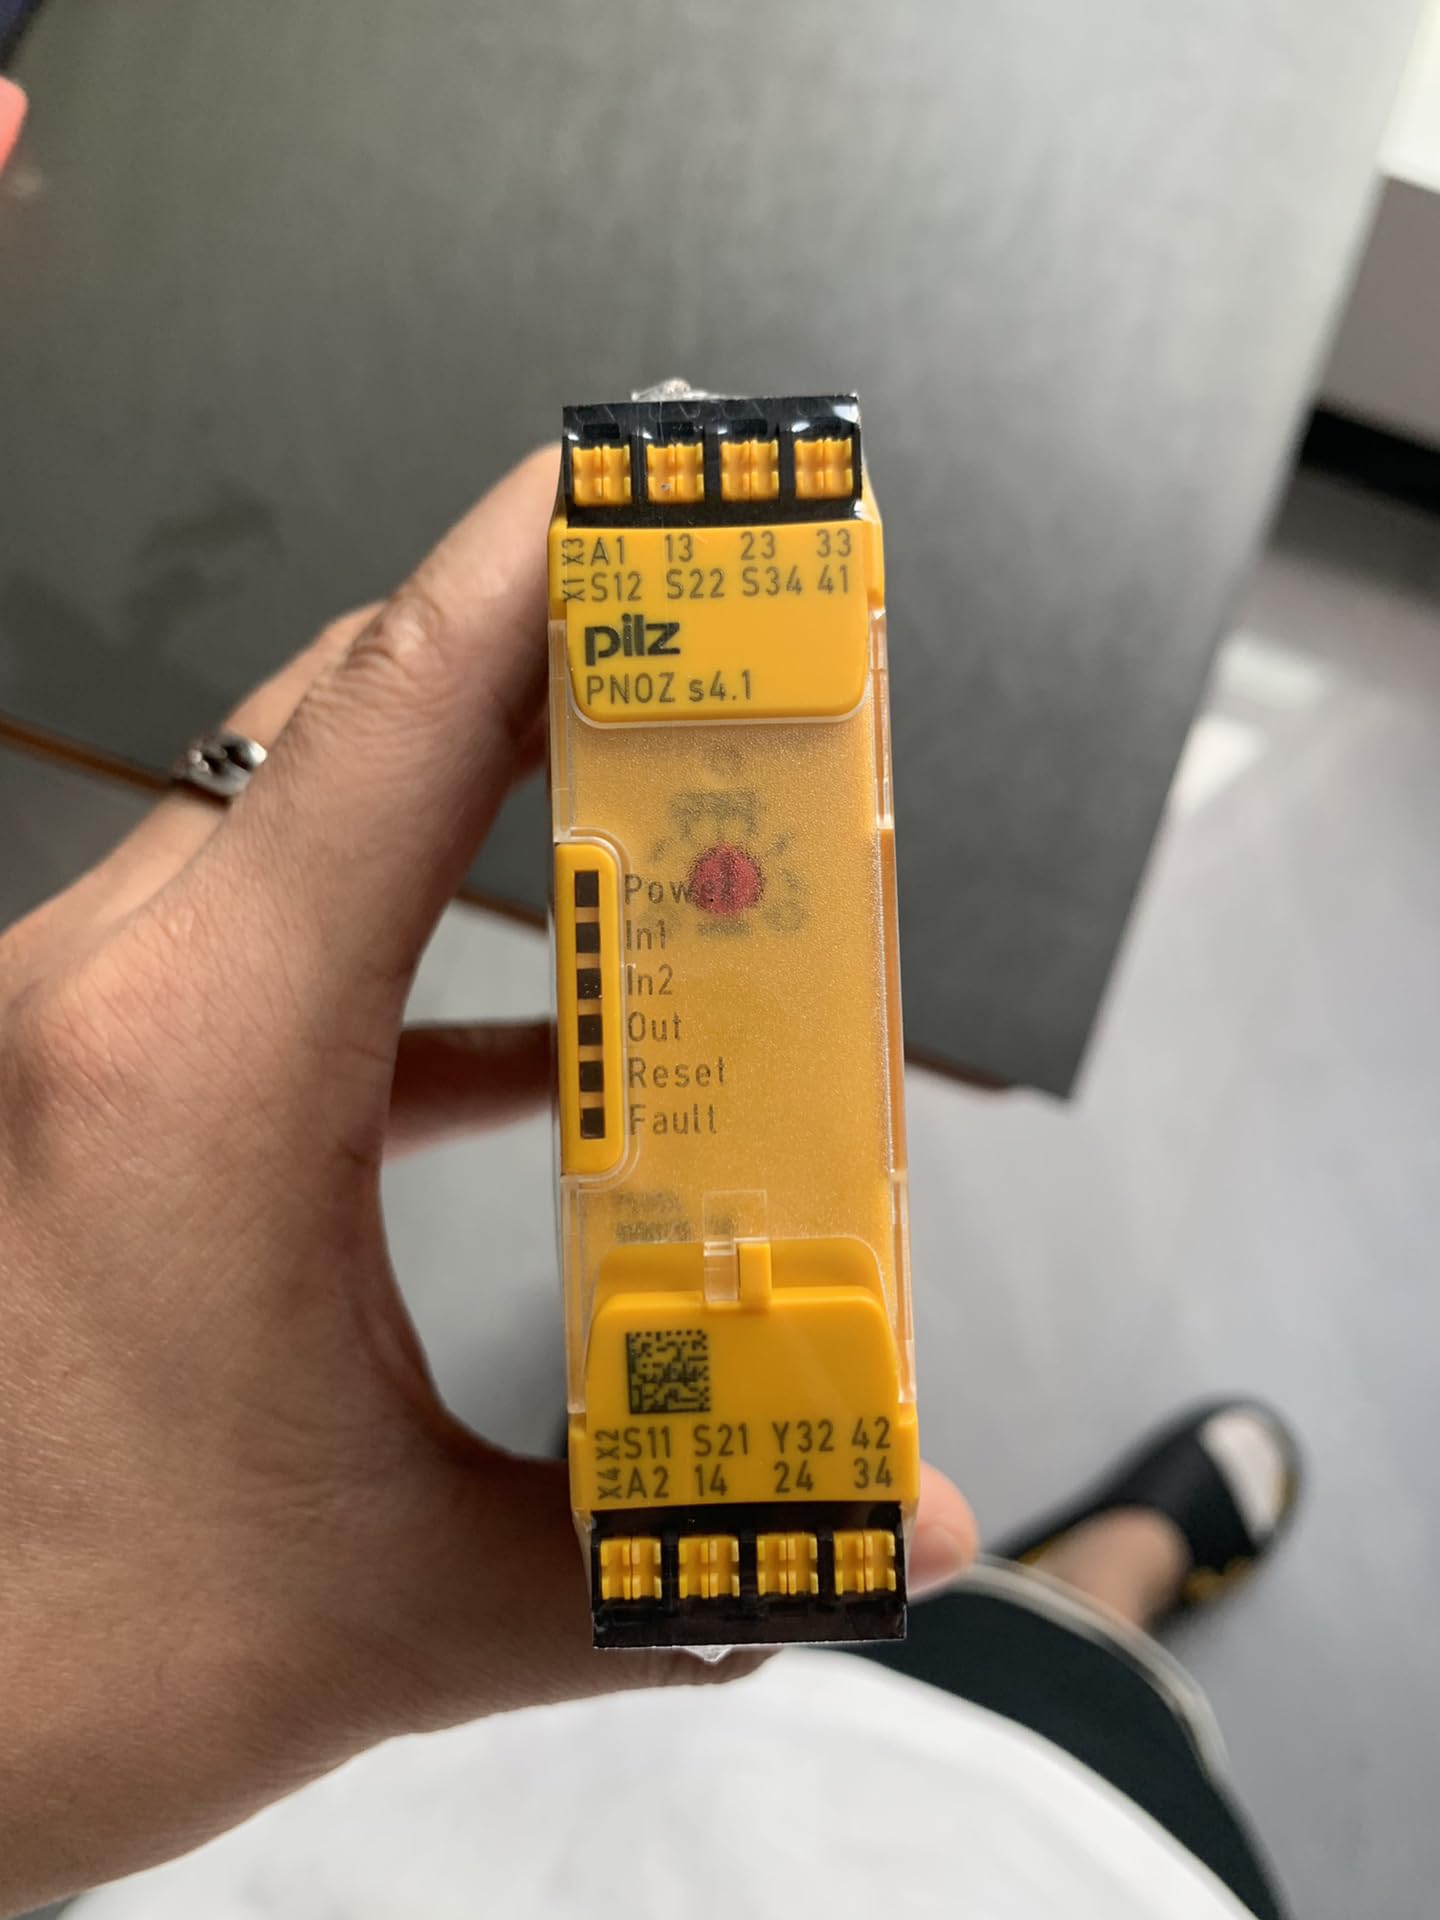 X3 A1 13 23 33
X1 S12 S22 S34 41
pilz
PNOZ s4.1
Power
In1
In2
Out
Reset
Fault
X2 S11 S21 Y32 42
X4 A2 14 24 34